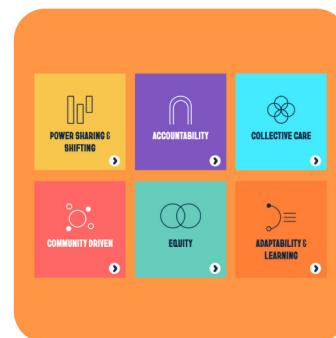 POWER SHARING &
SHIFTING
ACCOUNTABILITY
COLLECTIVE CARE
COMMUNITY DRIVEN
EQUITY
ADAPTABILITY &
LEARNING